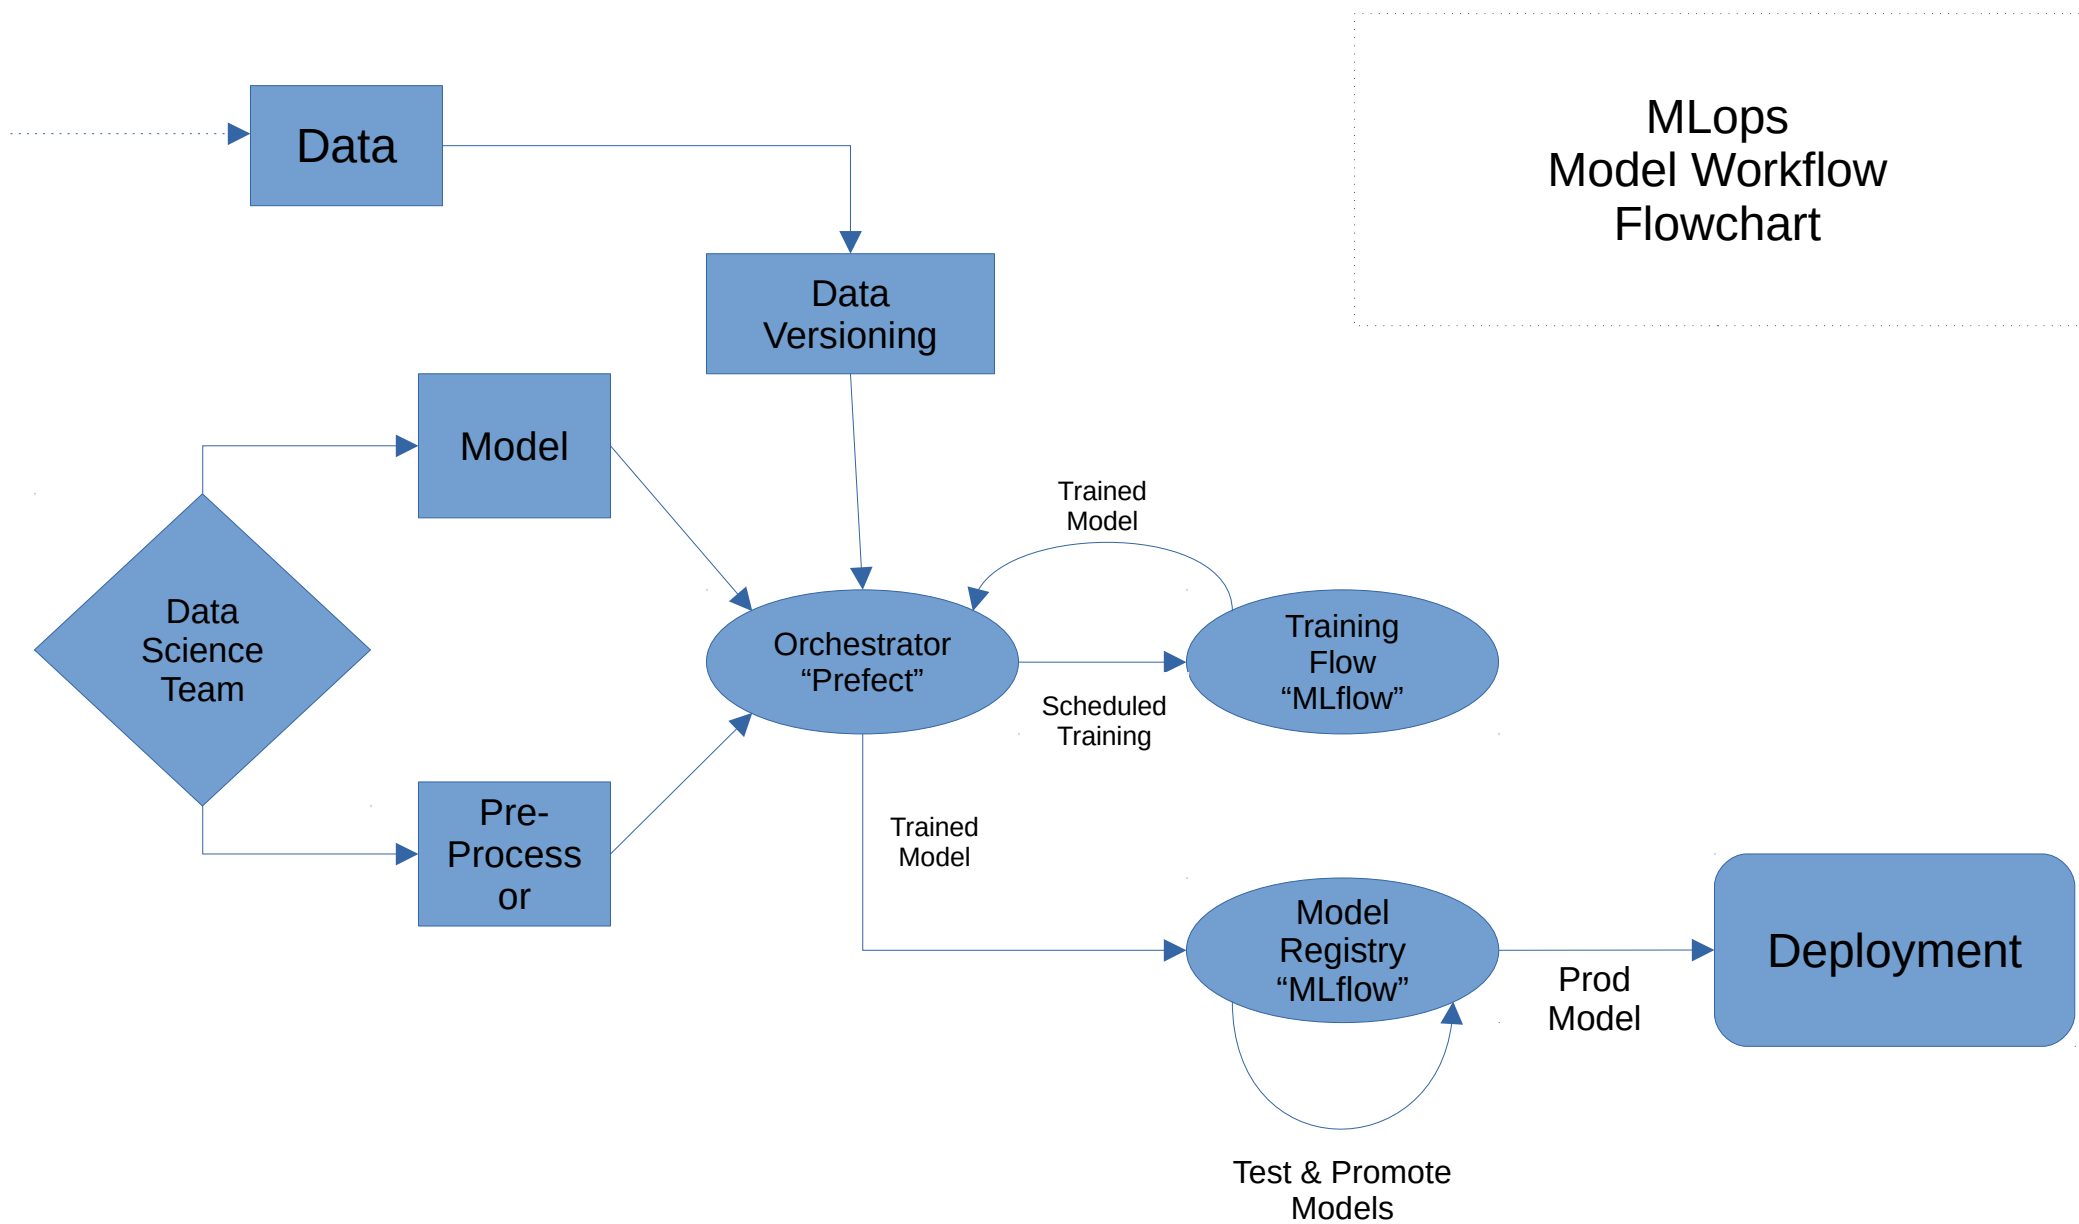 MLops
Model Workflow
Flowchart
Data
Data
Versioning
Model
Trained
Model
Data
Science
Team
Orchestrator
“Prefect”
Training
Flow
“MLflow”
Scheduled
Training
Pre-
Process
or
Trained
Model
Model
Registry
“MLflow”
Deployment
Prod
Model
Test & Promote
Models